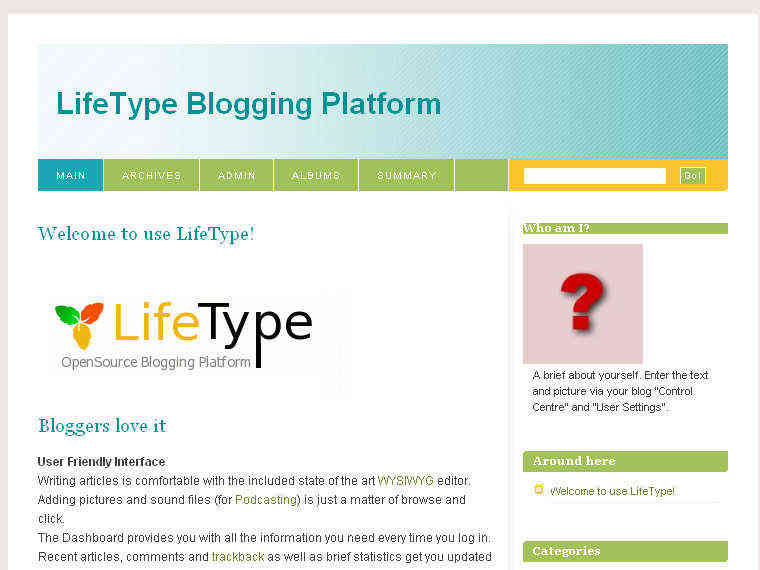 LifeType Blogging Platform
MAIN ARCHIVES ADMIN ALBUMS SUMMARY Go!
Welcome to use LifeType!
LifeType
OpenSource Blogging Platform
Bloggers love it
User Friendly Interface
Writing articles is comfortable with the included state of the art WYSIWYG editor.
Adding pictures and sound files (for Podcasting) is just a matter of browse and
click.
The Dashboard provides you with all the information you need every time you log in.
Recent articles, comments and trackback as well as brief statistics get you updated
Who am I?
?
A brief about yourself. Enter the text
and picture via your blog "Control
Centre" and "User Settings".
Around here
Welcome to use LifeType!
Categories